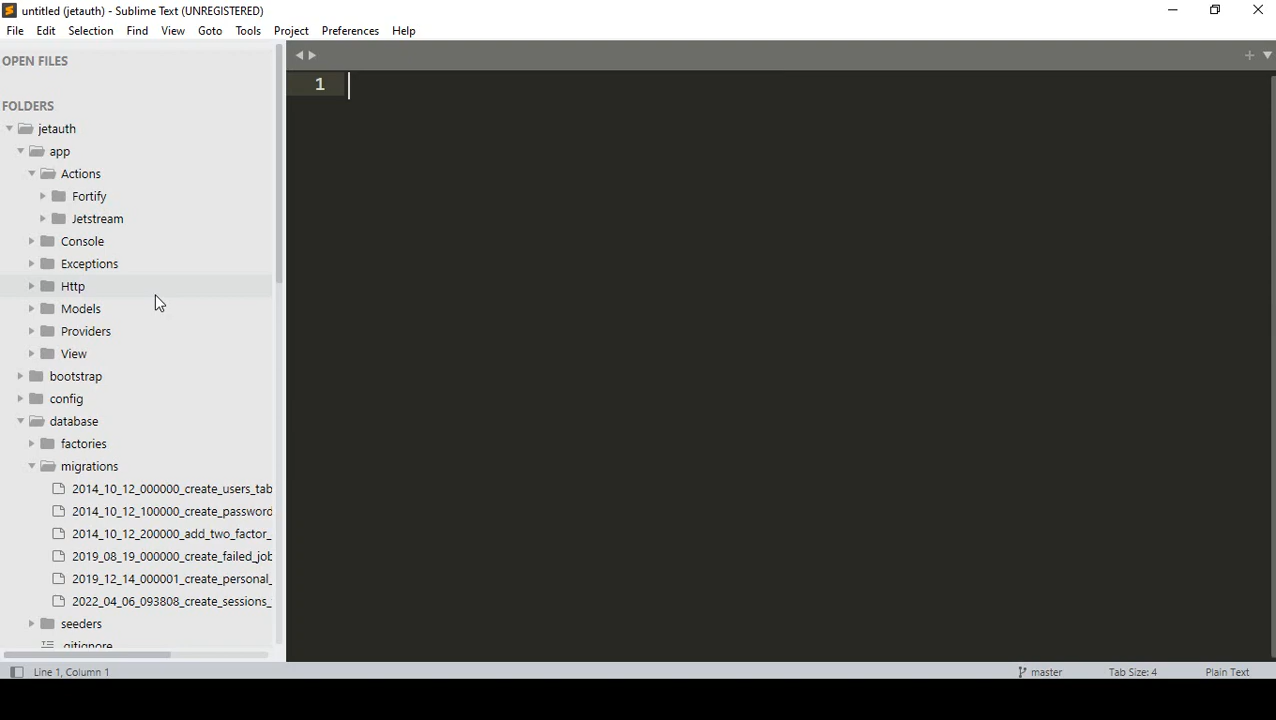 untitled (jetauth) - Sublime Text (UNREGISTERED)
File Edit Selection Find View Goto Tools Project Preferences Help
OPEN FILES
FOLDERS
jetauth
app
Actions
Fortify
Jetstream
Console
Exceptions
Http
Models
Providers
View
bootstrap
config
database
factories
migrations
2014_10_12_000000_create_users_tab
2014_10_12_100000_create_password
2014_10_12_200000_add_two_factor_
2019_08_19_000000_create_failed_job
2019_12_14_000001_create_personal_
2022_04_06_093808_create_sessions_
seeders
.gitignore
1
Line 1, Column 1 master Tab Size: 4 Plain Text